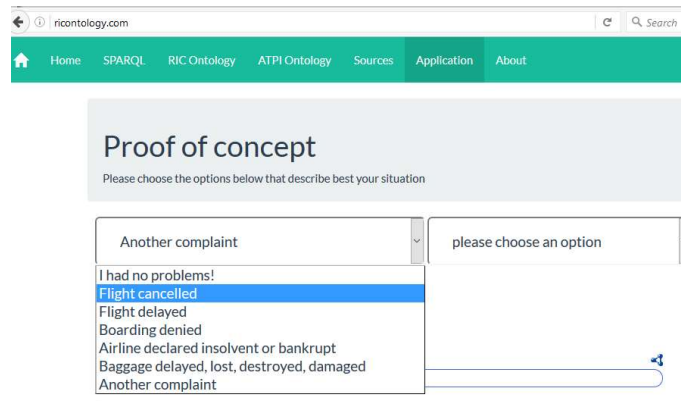 ricontology.com
Search
Home SPARQL RIC Ontology ATPI Ontology Sources Application About
Proof of concept
Please choose the options below that describe best your situation
Another complaint
please choose an option
I had no problems!
Flight cancelled
Flight delayed
Boarding denied
Airline declared insolvent or bankrupt
Baggage delayed, lost, destroyed, damaged
Another complaint